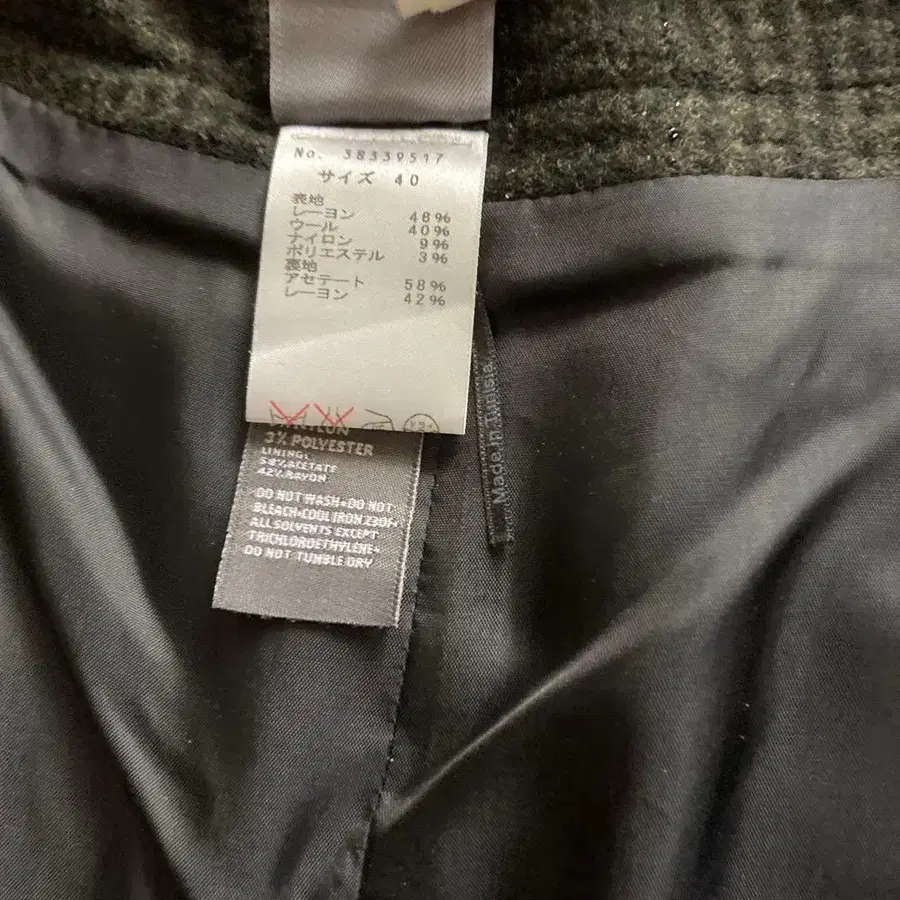 No. 38339517
サイズ 40
表地
レーヨン 48%
ウール 40%
ナイロン 9%
ポリエステル 3%
裏地
アセテート 58%
レーヨン 42%
3% POLYESTER
LINING:
58% ACETATE
42% RAYON
DO NOT WASH•DO NOT
BLEACH•COOL IRON 230F•
ALL SOLVENTS EXCEPT
TRICHLOROETHYLENE•
DO NOT TUMBLE DRY
Made in Tunisia